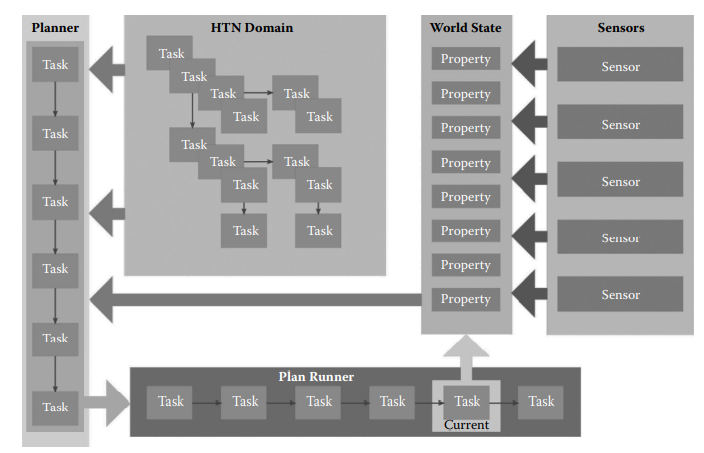 Planner
Task
Task
Task
Task
Task
Task
HTN Domain
Task
Task
Task
Task
Task
Task
Task
Task
Task
Task
Task
Task
Task
World State
Property
Property
Property
Property
Property
Property
Property
Property
Sensors
Sensor
Sensor
Sensor
Sensor
Sensor
Plan Runner
Task
Task
Task
Task
Task
Task
Current